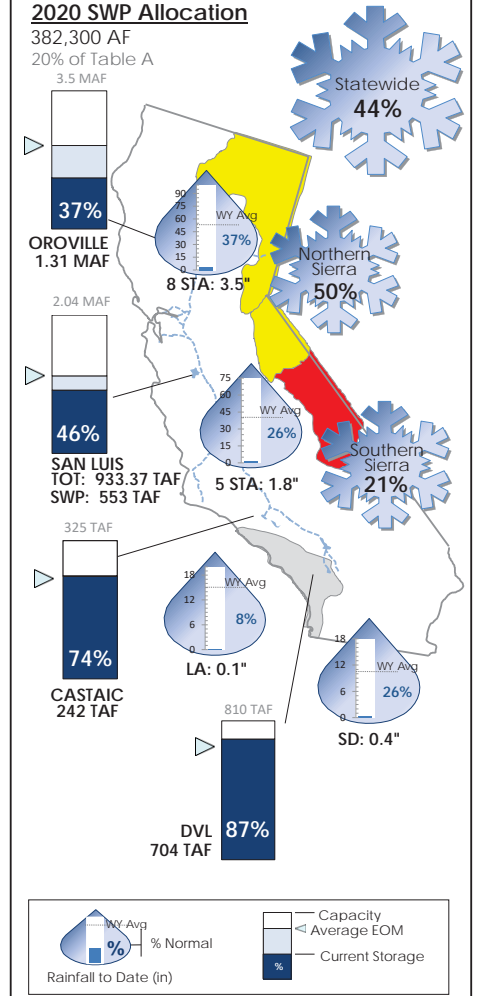 2020 SWP Allocation
382,300 AF
20% of Table A
3.5 MAF
37%
OROVILLE
1.31 MAF
Statewide
44%
90
75
60
45
30
15
0
WY Avg
37%
8 STA: 3.5"
Northern
Sierra
50%
2.04 MAF
46%
SAN LUIS
TOT: 933.37 TAF
SWP: 553 TAF
75
60
45
30
15
0
WY Avg
26%
5 STA: 1.8"
Southern
Sierra
21%
325 TAF
74%
CASTAIC
242 TAF
18
12
6
0
WY Avg
8%
LA: 0.1"
18
12
6
0
WY Avg
26%
SD: 0.4"
810 TAF
87%
DVL
704 TAF
WY Avg
%
% Normal
Rainfall to Date (in)
Capacity
Average EOM
Current Storage
%